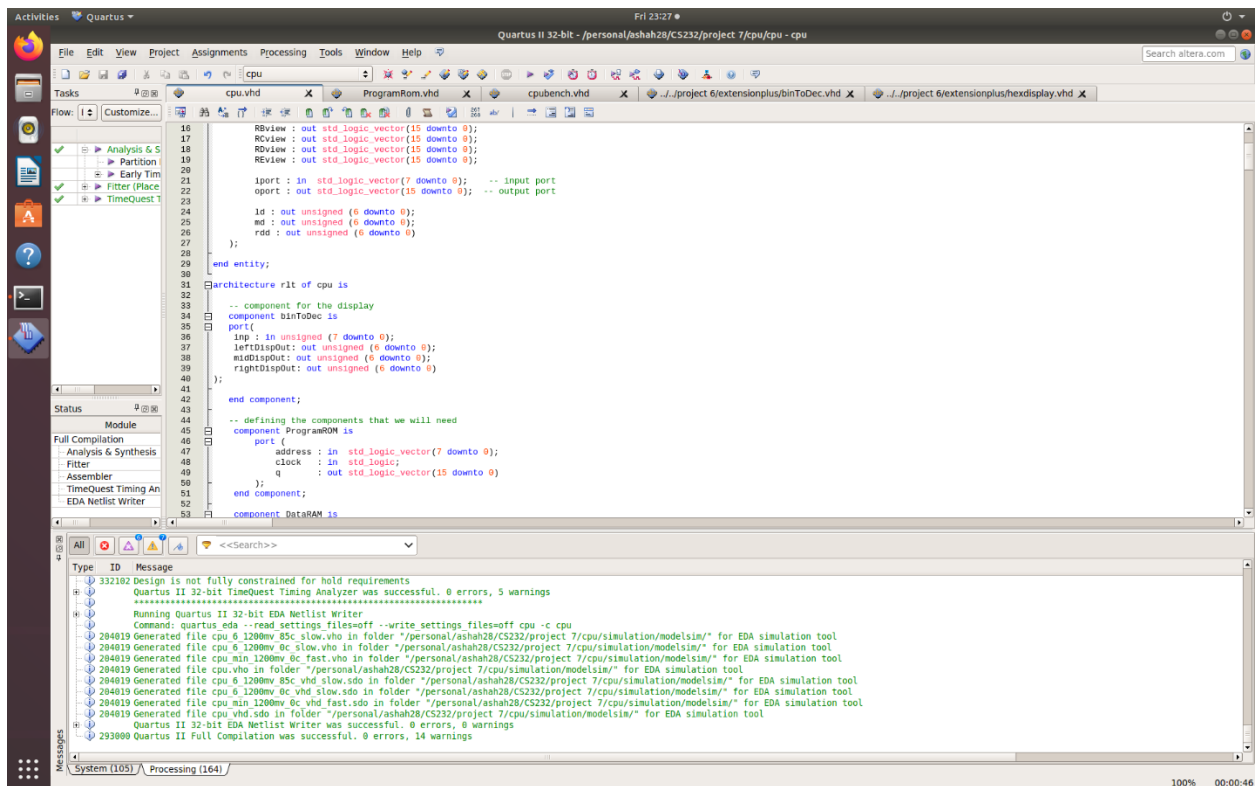 Activities Quartus Fri 23:27
Quartus II 32-bit - /personal/ashah28/CS232/project 7/cpu/cpu - cpu
File Edit View Project Assignments Processing Tools Window Help Search altera.com
cpu
Tasks cpu.vhd ProgramRom.vhd cpubench.vhd ../../project 6/extensionplus/binToDec.vhd ../../project 6/extensionplus/hexdisplay.vhd
Flow: Customize...
Analysis & S
Partition
Early Tim
Fitter (Place
TimeQuest T
16 RBview : out std_logic_vector(15 downto 0);
17 RCview : out std_logic_vector(15 downto 0);
18 RDview : out std_logic_vector(15 downto 0);
19 REview : out std_logic_vector(15 downto 0);
20
21 iport : in std_logic_vector(7 downto 0); -- input port
22 oport : out std_logic_vector(15 downto 0); -- output port
23
24 ld : out unsigned (6 downto 0);
25 md : out unsigned (6 downto 0);
26 rdd : out unsigned (6 downto 0)
27 );
28
29 end entity;
30
31 architecture rlt of cpu is
32
33 -- component for the display
34 component binToDec is
35 port(
36 inp : in unsigned (7 downto 0);
37 leftDispOut: out unsigned (6 downto 0);
38 midDispOut: out unsigned (6 downto 0);
39 rightDispOut: out unsigned (6 downto 0)
40 );
41
42 end component;
43
44 -- defining the components that we will need
45 component ProgramROM is
46 port (
47 address : in std_logic_vector(7 downto 0);
48 clock : in std_logic;
49 q : out std_logic_vector(15 downto 0)
50 );
51 end component;
52
53 component DataRAM is
Status
Module
Full Compilation
Analysis & Synthesis
Fitter
Assembler
TimeQuest Timing An
EDA Netlist Writer
All <<Search>>
Type ID Message
332102 Design is not fully constrained for hold requirements
Quartus II 32-bit TimeQuest Timing Analyzer was successful. 0 errors, 5 warnings
*******************************************************************
Running Quartus II 32-bit EDA Netlist Writer
Command: quartus_eda --read_settings_files=off --write_settings_files=off cpu -c cpu
204019 Generated file cpu_6_1200mv_85c_slow.vho in folder "/personal/ashah28/CS232/project 7/cpu/simulation/modelsim/" for EDA simulation tool
204019 Generated file cpu_6_1200mv_0c_slow.vho in folder "/personal/ashah28/CS232/project 7/cpu/simulation/modelsim/" for EDA simulation tool
204019 Generated file cpu_min_1200mv_0c_fast.vho in folder "/personal/ashah28/CS232/project 7/cpu/simulation/modelsim/" for EDA simulation tool
204019 Generated file cpu.vho in folder "/personal/ashah28/CS232/project 7/cpu/simulation/modelsim/" for EDA simulation tool
204019 Generated file cpu_6_1200mv_85c_vhd_slow.sdo in folder "/personal/ashah28/CS232/project 7/cpu/simulation/modelsim/" for EDA simulation tool
204019 Generated file cpu_6_1200mv_0c_vhd_slow.sdo in folder "/personal/ashah28/CS232/project 7/cpu/simulation/modelsim/" for EDA simulation tool
204019 Generated file cpu_min_1200mv_0c_vhd_fast.sdo in folder "/personal/ashah28/CS232/project 7/cpu/simulation/modelsim/" for EDA simulation tool
204019 Generated file cpu_vhd.sdo in folder "/personal/ashah28/CS232/project 7/cpu/simulation/modelsim/" for EDA simulation tool
Quartus II 32-bit EDA Netlist Writer was successful. 0 errors, 0 warnings
293000 Quartus II Full Compilation was successful. 0 errors, 14 warnings
Messages
System (105) Processing (164)
100% 00:00:46